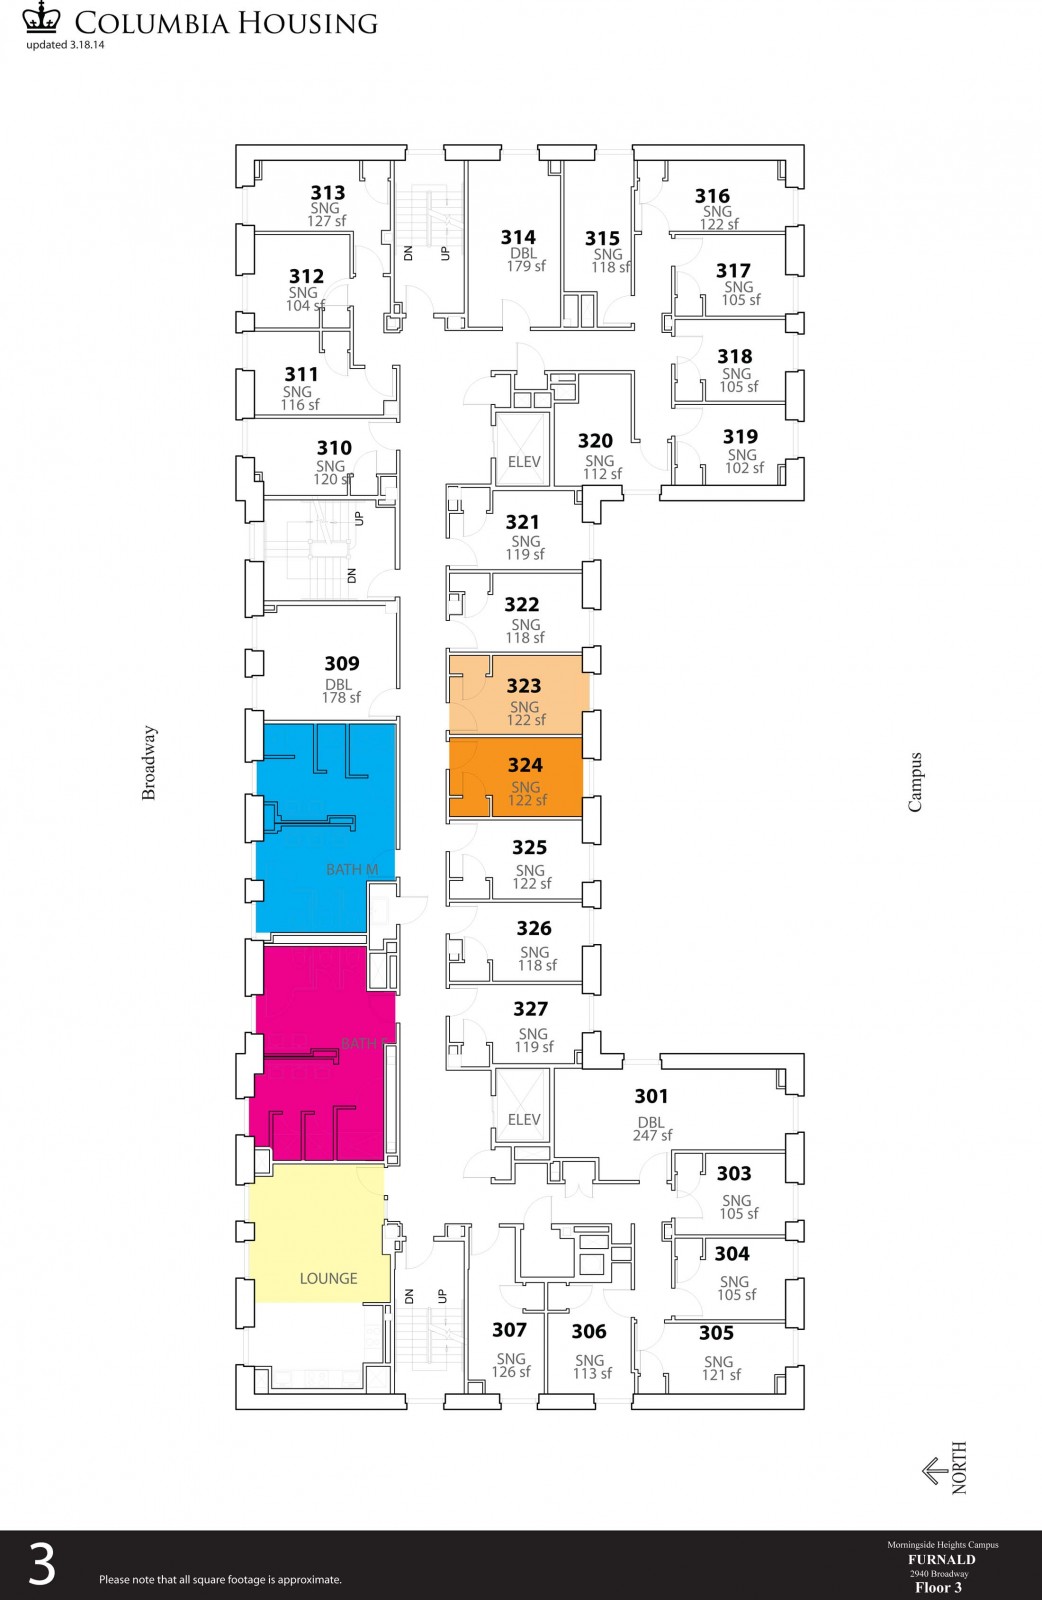 COLUMBIA HOUSING
updated 3.18.14
313
SNG
127 sf
312
SNG
104 sf
311
SNG
116 sf
310
SNG
120 sf
DN
UP
314
DBL
179 sf
315
SNG
118 sf
316
SNG
122 sf
317
SNG
105 sf
318
SNG
105 sf
319
SNG
102 sf
320
SNG
112 sf
ELEV
UP
DN
321
SNG
119 sf
322
SNG
118 sf
309
DBL
178 sf
323
SNG
122 sf
324
SNG
122 sf
Broadway
Campus
325
SNG
122 sf
BATH M
326
SNG
118 sf
327
SNG
119 sf
BATH F
ELEV
301
DBL
247 sf
303
SNG
105 sf
304
SNG
105 sf
LOUNGE
DN
UP
307
SNG
126 sf
306
SNG
113 sf
305
SNG
121 sf
NORTH
3
Please note that all square footage is approximate.
Morningside Heights Campus
FURNALD
2940 Broadway
Floor 3